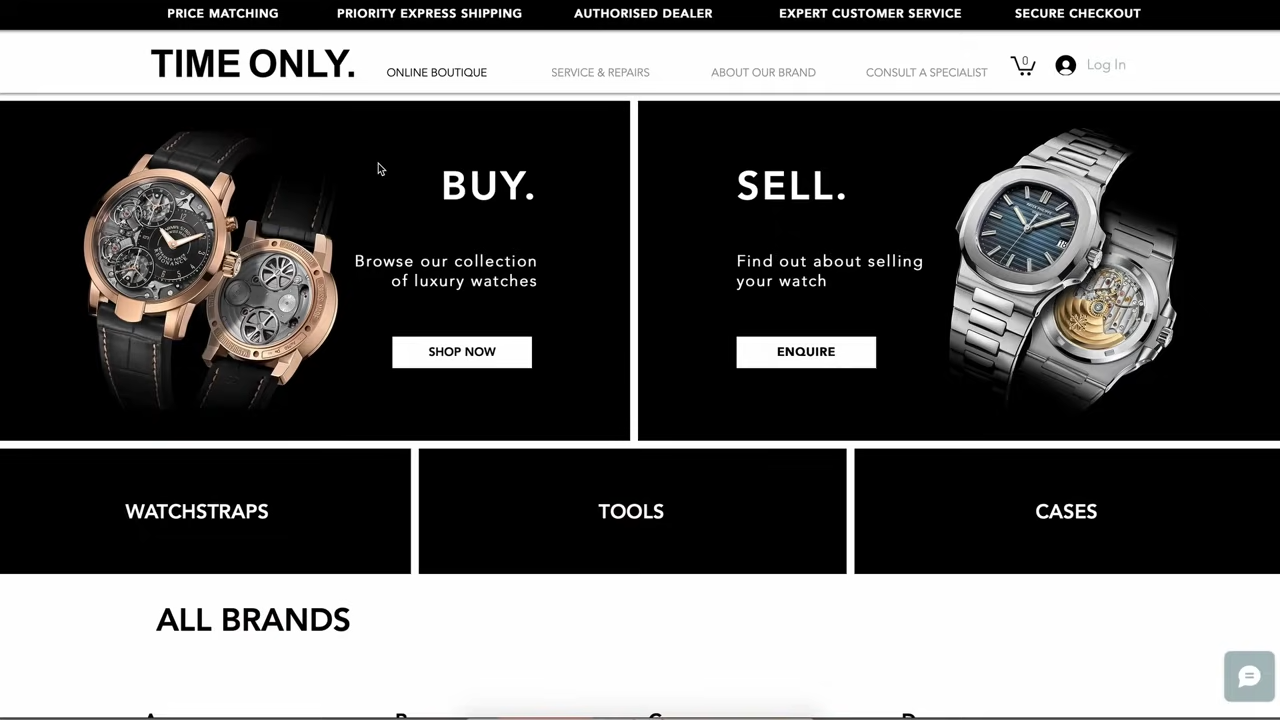 PRICE MATCHING
PRIORITY EXPRESS SHIPPING
AUTHORISED DEALER
EXPERT CUSTOMER SERVICE
SECURE CHECKOUT
TIME ONLY.
ONLINE BOUTIQUE
SERVICE & REPAIRS
ABOUT OUR BRAND
CONSULT A SPECIALIST
0
Log In
BUY.
Browse our collection
of luxury watches
SHOP NOW
SELL.
Find out about selling
your watch
ENQUIRE
WATCHSTRAPS
TOOLS
CASES
ALL BRANDS